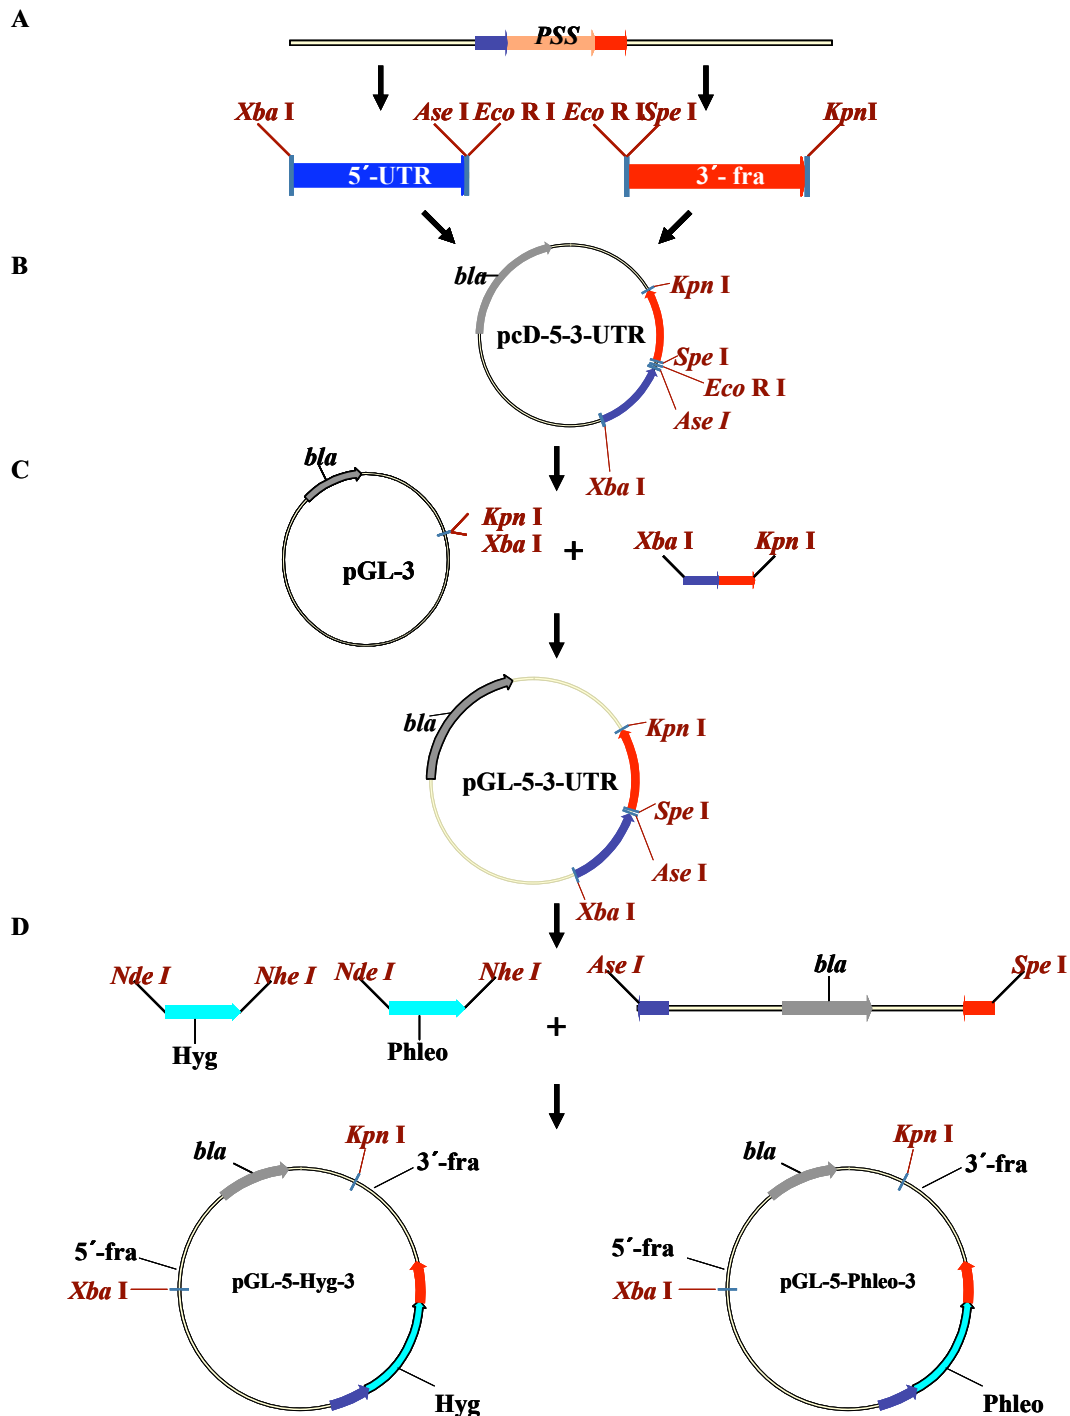 A
PSS
Xba I
Ase I
Eco R I
Eco R I
Spe I
KpnI
5´-UTR
3´- fra
B
bla
Kpn I
pcD-5-3-UTR
Spe I
Eco R I
Ase I
Xba I
C
bla
Kpn I
Xba I
pGL-3
+
Xba I
Kpn I
bla
Kpn I
pGL-5-3-UTR
Spe I
Ase I
Xba I
D
Nde I
Nhe I
Nde I
Nhe I
Ase I
bla
Spe I
Hyg
Phleo
+
bla
Kpn I
3´-fra
5´-fra
Xba I
pGL-5-Hyg-3
Hyg
bla
Kpn I
3´-fra
5´-fra
Xba I
pGL-5-Phleo-3
Phleo